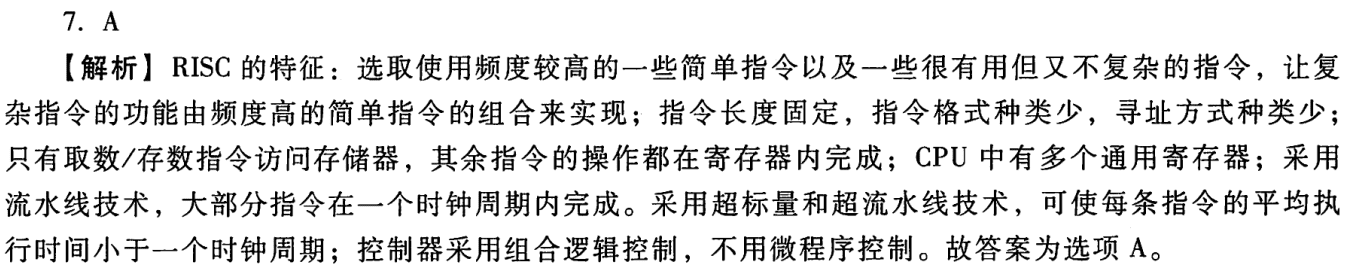 7. A
【解析】RISC 的特征：选取使用频度较高的一些简单指令以及一些很有用但又不复杂的指令，让复
杂指令的功能由频度高的简单指令的组合来实现；指令长度固定，指令格式种类少，寻址方式种类少；
只有取数/存数指令访问存储器，其余指令的操作都在寄存器内完成；CPU 中有多个通用寄存器；采用
流水线技术，大部分指令在一个时钟周期内完成。采用超标量和超流水线技术，可使每条指令的平均执
行时间小于一个时钟周期；控制器采用组合逻辑控制，不用微程序控制。故答案为选项 A。